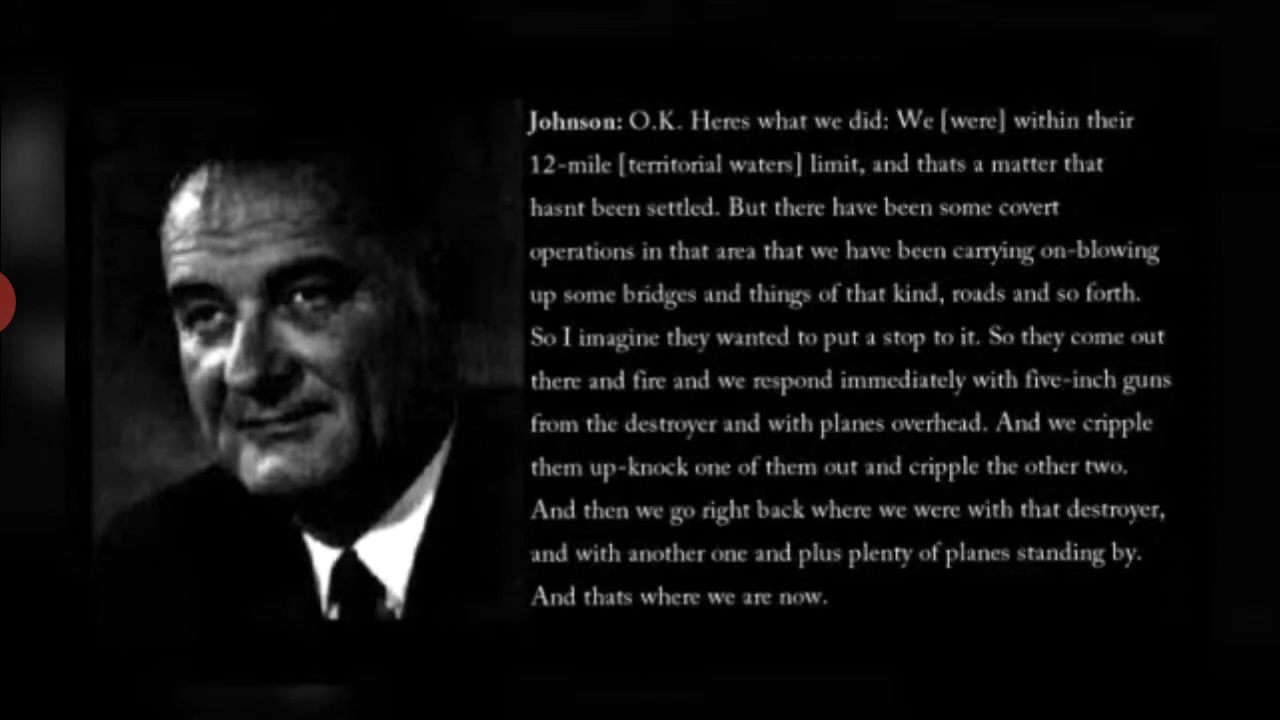 Johnson: O.K. Heres what we did: We [were] within their
12-mile [territorial waters] limit, and thats a matter that
hasnt been settled. But there have been some covert
operations in that area that we have been carrying on-blowing
up some bridges and things of that kind, roads and so forth.
So I imagine they wanted to put a stop to it. So they come out
there and fire and we respond immediately with five-inch guns
from the destroyer and with planes overhead. And we cripple
them up-knock one of them out and cripple the other two.
And then we go right back where we were with that destroyer,
and with another one and plus plenty of planes standing by.
And thats where we are now.